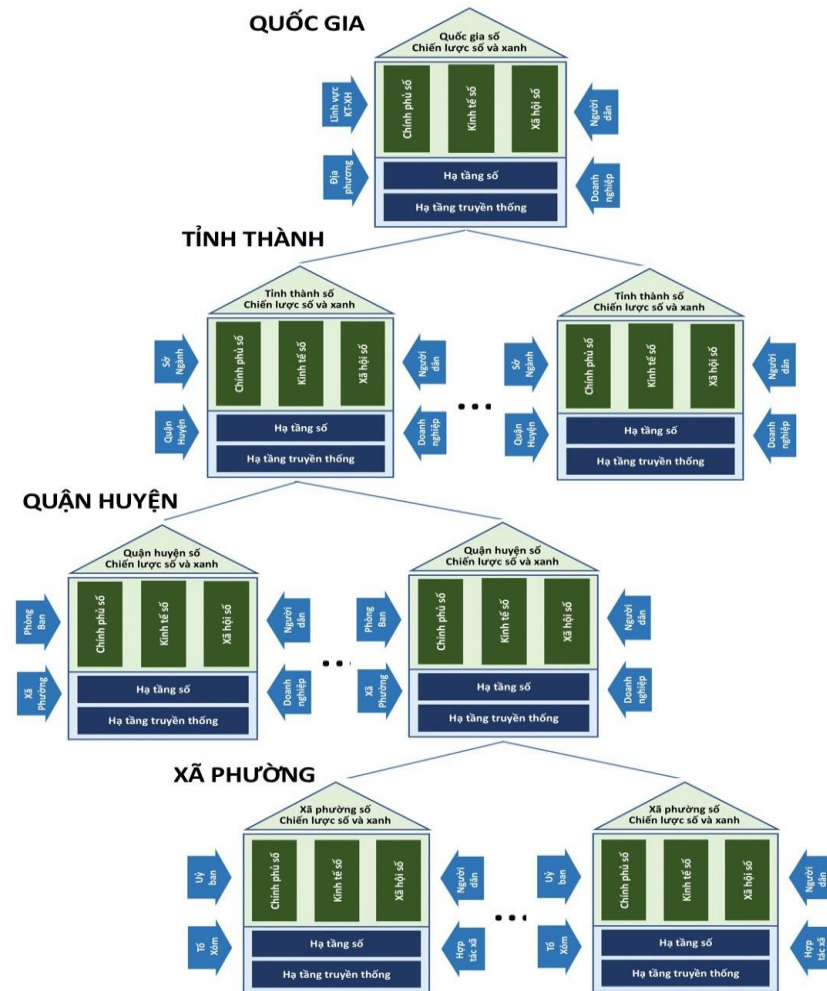 QUỐC GIA
Quốc gia số
Chiến lược số và xanh
Lĩnh vực
KT-XH
Chính phủ số
Kinh tế số
Xã hội số
Người
dân
Địa
phương
Hạ tầng số
Doanh
nghiệp
Hạ tầng truyền thống
TỈNH THÀNH
Tỉnh thành số
Chiến lược số và xanh
Sở
Ngành
Chính phủ số
Kinh tế số
Xã hội số
Người
dân
Quận
Huyện
Hạ tầng số
Doanh
nghiệp
Hạ tầng truyền thống
...
Tỉnh thành số
Chiến lược số và xanh
Sở
Ngành
Chính phủ số
Kinh tế số
Xã hội số
Người
dân
Quận
Huyện
Hạ tầng số
Doanh
nghiệp
Hạ tầng truyền thống
QUẬN HUYỆN
Quận huyện số
Chiến lược số và xanh
Phòng
Ban
Chính phủ số
Kinh tế số
Xã hội số
Người
dân
Xã
Phường
Hạ tầng số
Doanh
nghiệp
Hạ tầng truyền thống
...
Quận huyện số
Chiến lược số và xanh
Phòng
Ban
Chính phủ số
Kinh tế số
Xã hội số
Người
dân
Xã
Phường
Hạ tầng số
Doanh
nghiệp
Hạ tầng truyền thống
XÃ PHƯỜNG
Xã phường số
Chiến lược số và xanh
Uỷ
ban
Chính phủ số
Kinh tế số
Xã hội số
Người
dân
Tổ
Xóm
Hạ tầng số
Hợp
tác xã
Hạ tầng truyền thống
...
Xã phường số
Chiến lược số và xanh
Uỷ
ban
Chính phủ số
Kinh tế số
Xã hội số
Người
dân
Tổ
Xóm
Hạ tầng số
Hợp
tác xã
Hạ tầng truyền thống